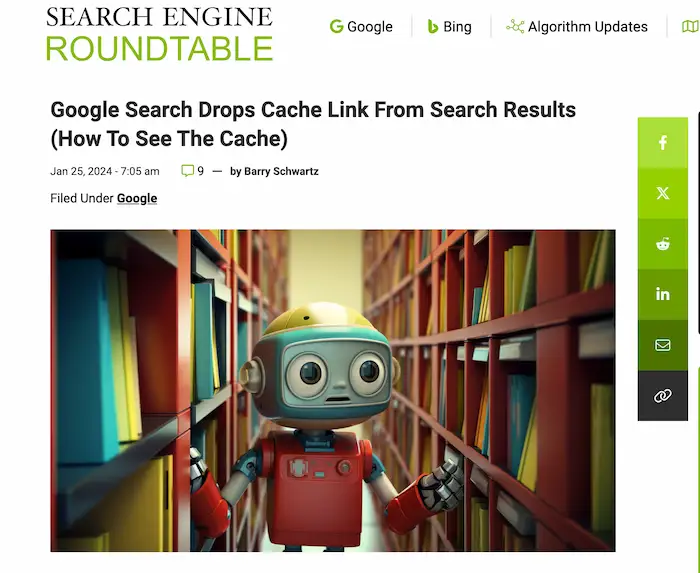 SEARCH ENGINE
ROUNDTABLE
Google
Bing
Algorithm Updates
Google Search Drops Cache Link From Search Results
(How To See The Cache)
Jan 25, 2024 - 7:05 am 9 — by Barry Schwartz
Filed Under Google